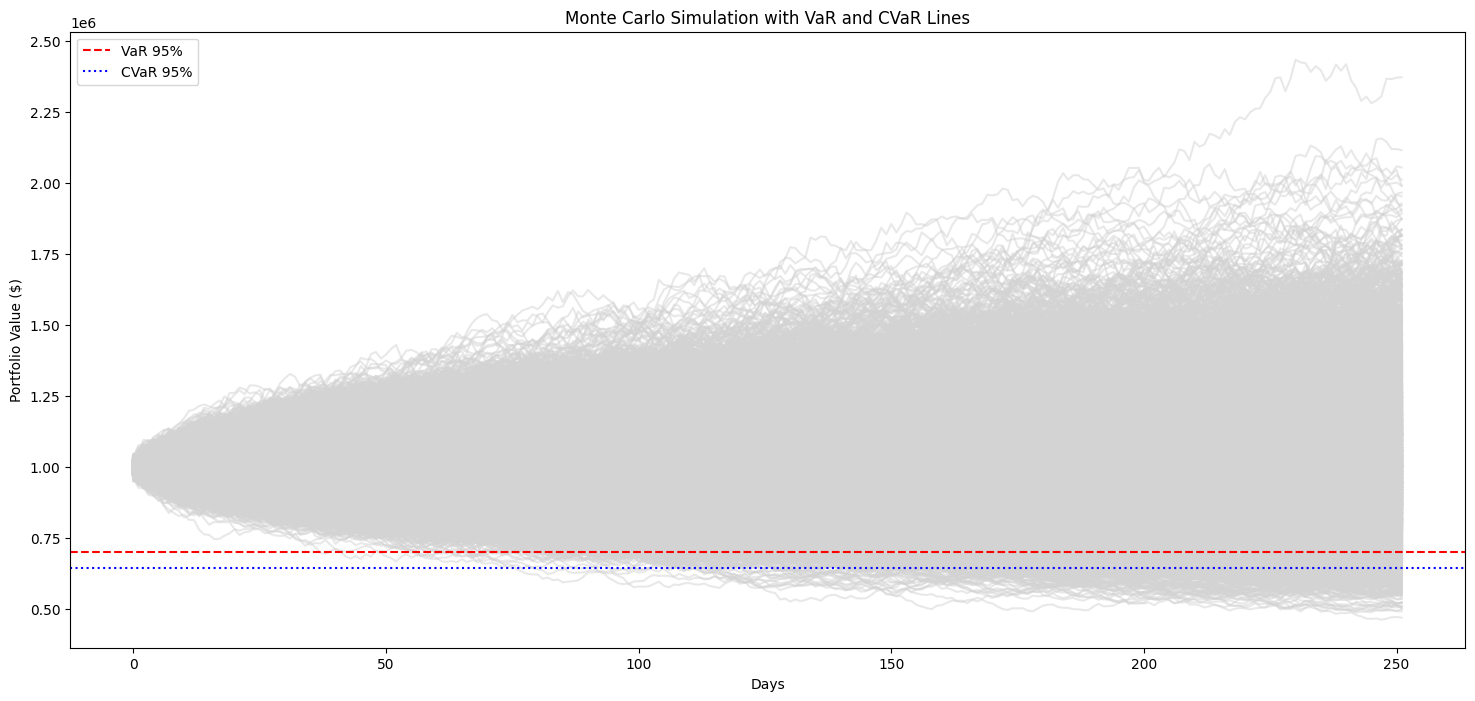 Monte Carlo Simulation with VaR and CVaR Lines
1e6
2.50
2.25
2.00
1.75
1.50
1.25
1.00
0.75
0.50
Portfolio Value ($)
VaR 95%
CVaR 95%
0 50 100 150 200 250
Days